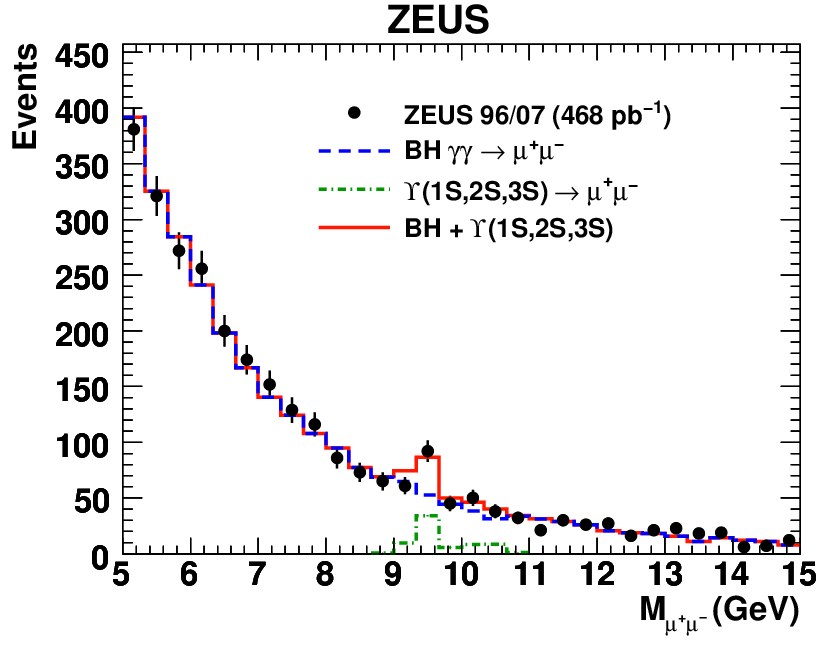 ZEUS
Events
450
400
350
300
250
200
150
100
50
0
ZEUS 96/07 (468 pb⁻¹)
BH γγ → μ⁺μ⁻
ϒ(1S,2S,3S) → μ⁺μ⁻
BH + ϒ(1S,2S,3S)
5 6 7 8 9 10 11 12 13 14 15
M μ⁺μ⁻ (GeV)